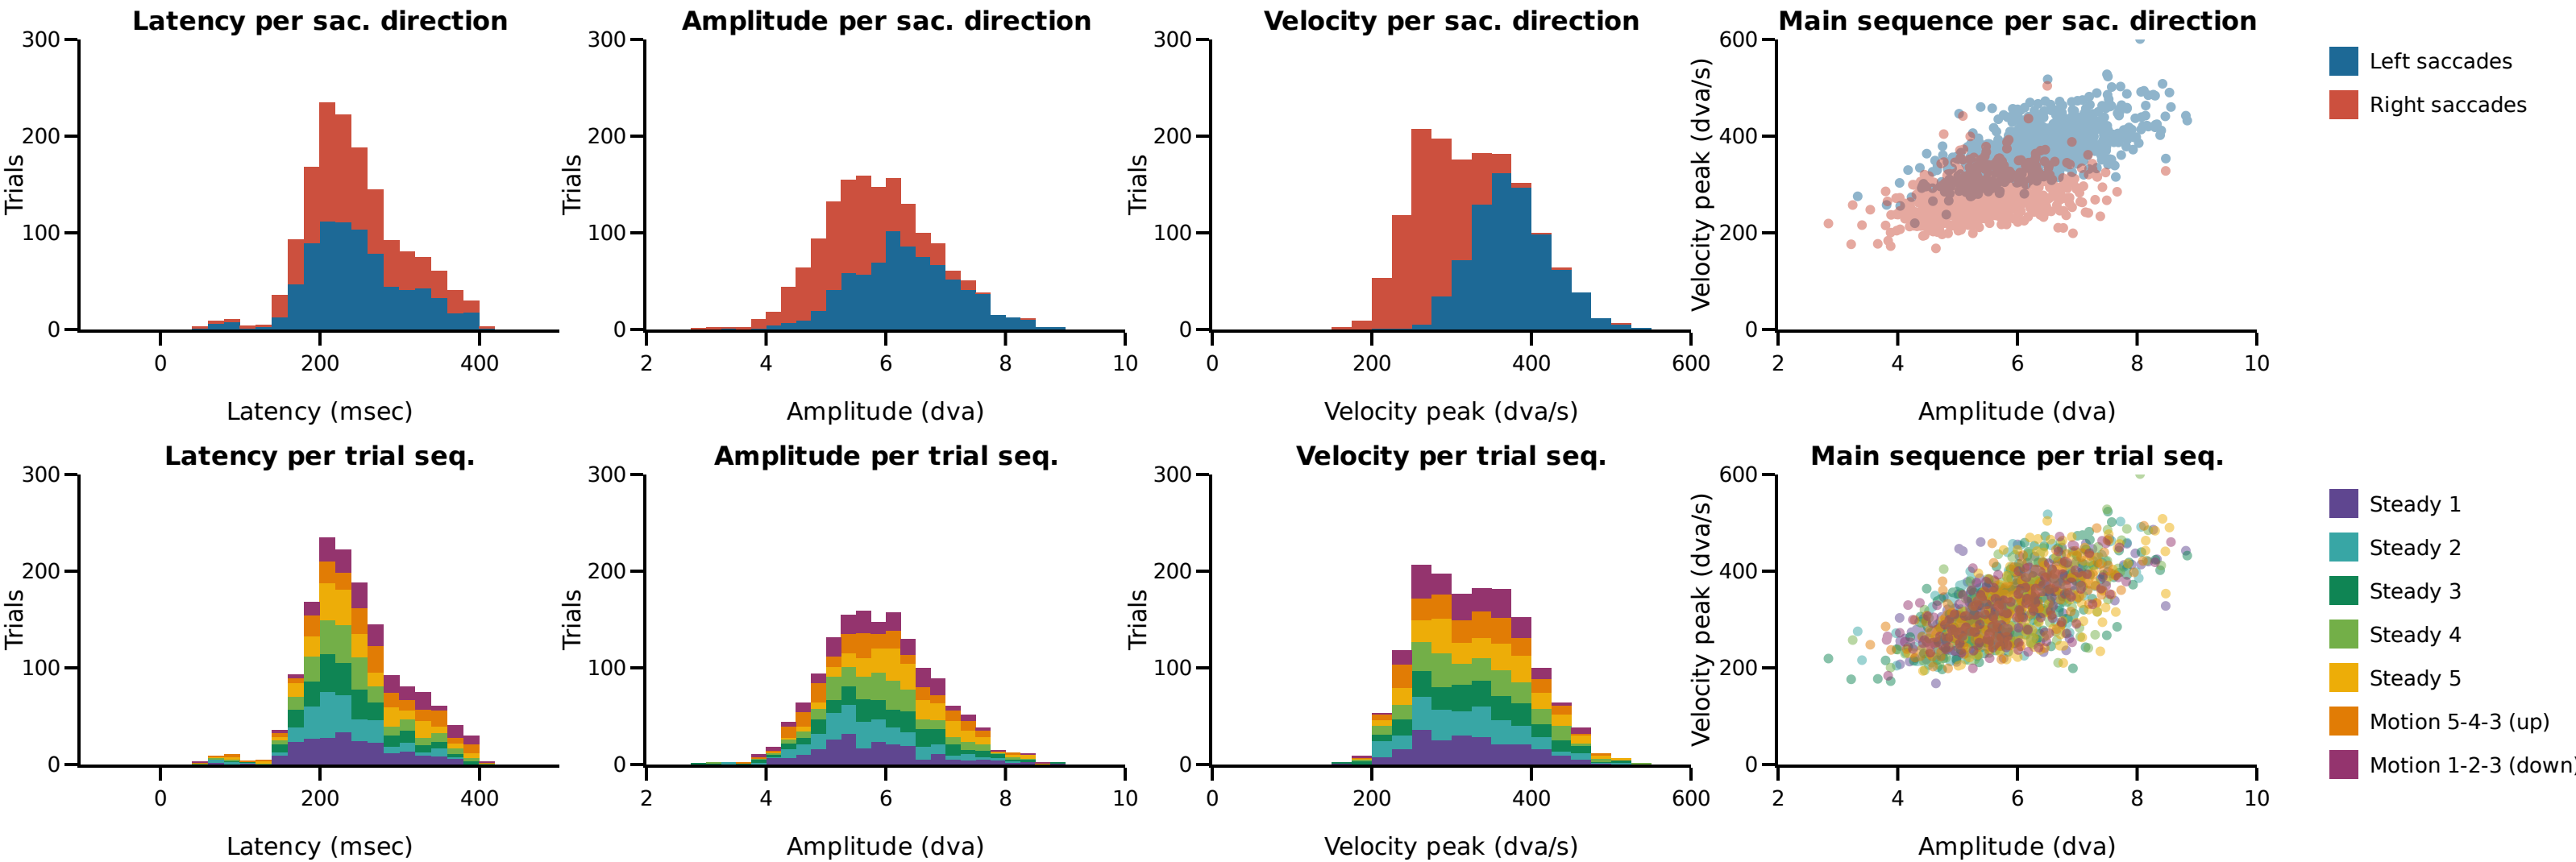 Latency per sac. direction
Amplitude per sac. direction
Velocity per sac. direction
Main sequence per sac. direction
300
200
100
0
Trials
0 200 400
Latency (msec)
300
200
100
0
Trials
2 4 6 8 10
Amplitude (dva)
300
200
100
0
Trials
0 200 400 600
Velocity peak (dva/s)
600
400
200
0
Velocity peak (dva/s)
2 4 6 8 10
Amplitude (dva)
Left saccades
Right saccades
Latency per trial seq.
Amplitude per trial seq.
Velocity per trial seq.
Main sequence per trial seq.
300
200
100
0
Trials
0 200 400
Latency (msec)
300
200
100
0
Trials
2 4 6 8 10
Amplitude (dva)
300
200
100
0
Trials
0 200 400 600
Velocity peak (dva/s)
600
400
200
0
Velocity peak (dva/s)
2 4 6 8 10
Amplitude (dva)
Steady 1
Steady 2
Steady 3
Steady 4
Steady 5
Motion 5-4-3 (up)
Motion 1-2-3 (down)